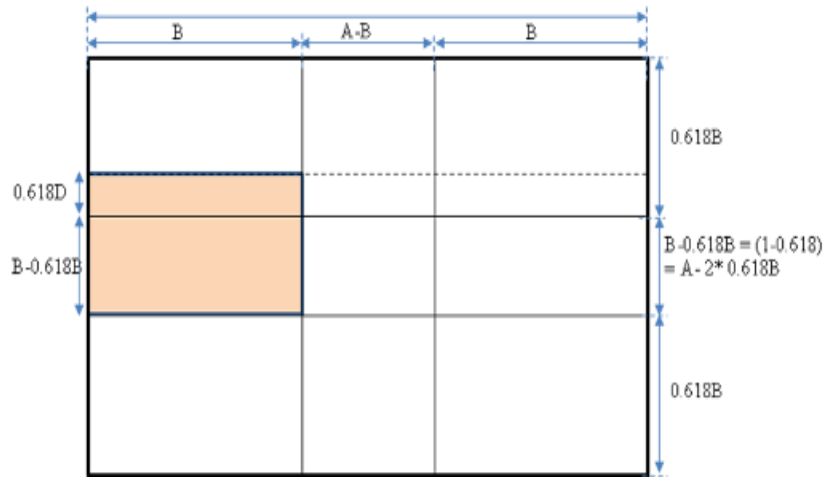 B
A-B
B
0.618B
0.618D
B-0.618B
B-0.618B = (1-0.618)
= A- 2* 0.618B
0.618B